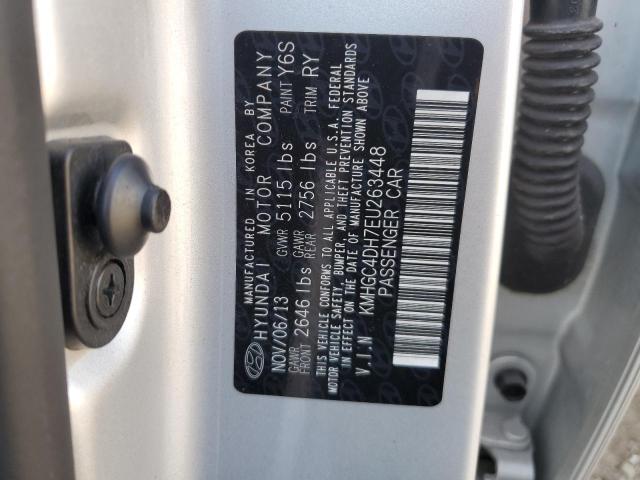 MANUFACTURED IN KOREA BY
HYUNDAI MOTOR COMPANY
NOV/06/13 GVWR 5115 lbs PAINT Y6S
GAWR FRONT 2646 lbs GAWR REAR 2756 lbs TRIM RY
THIS VEHICLE CONFORMS TO ALL APPLICABLE U.S.A. FEDERAL
MOTOR VEHICLE SAFETY, BUMPER, AND THEFT PREVENTION STANDARDS
IN EFFECT ON THE DATE OF MANUFACTURE SHOWN ABOVE
V.I.N KMHGC4DH7EU263448
PASSENGER CAR